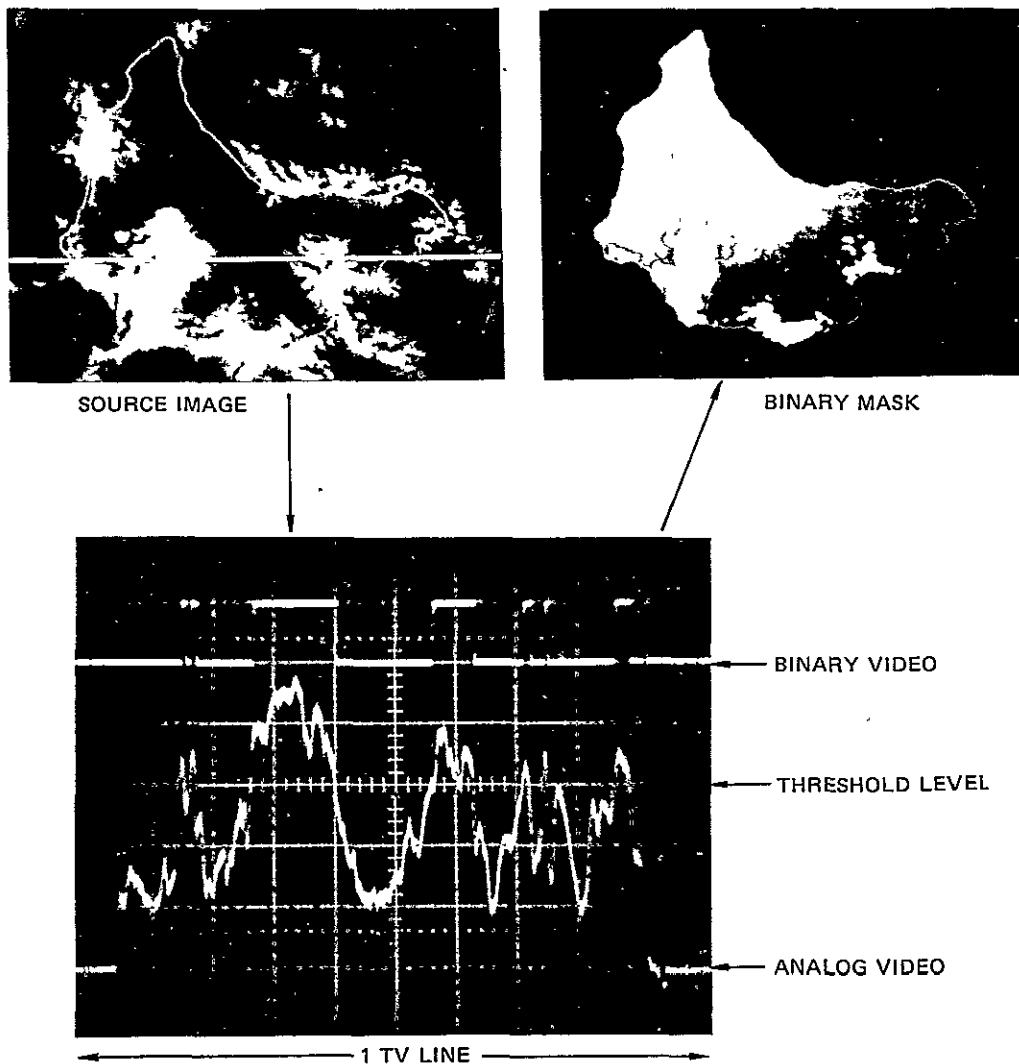 SOURCE IMAGE
BINARY MASK
BINARY VIDEO
THRESHOLD LEVEL
ANALOG VIDEO
1 TV LINE